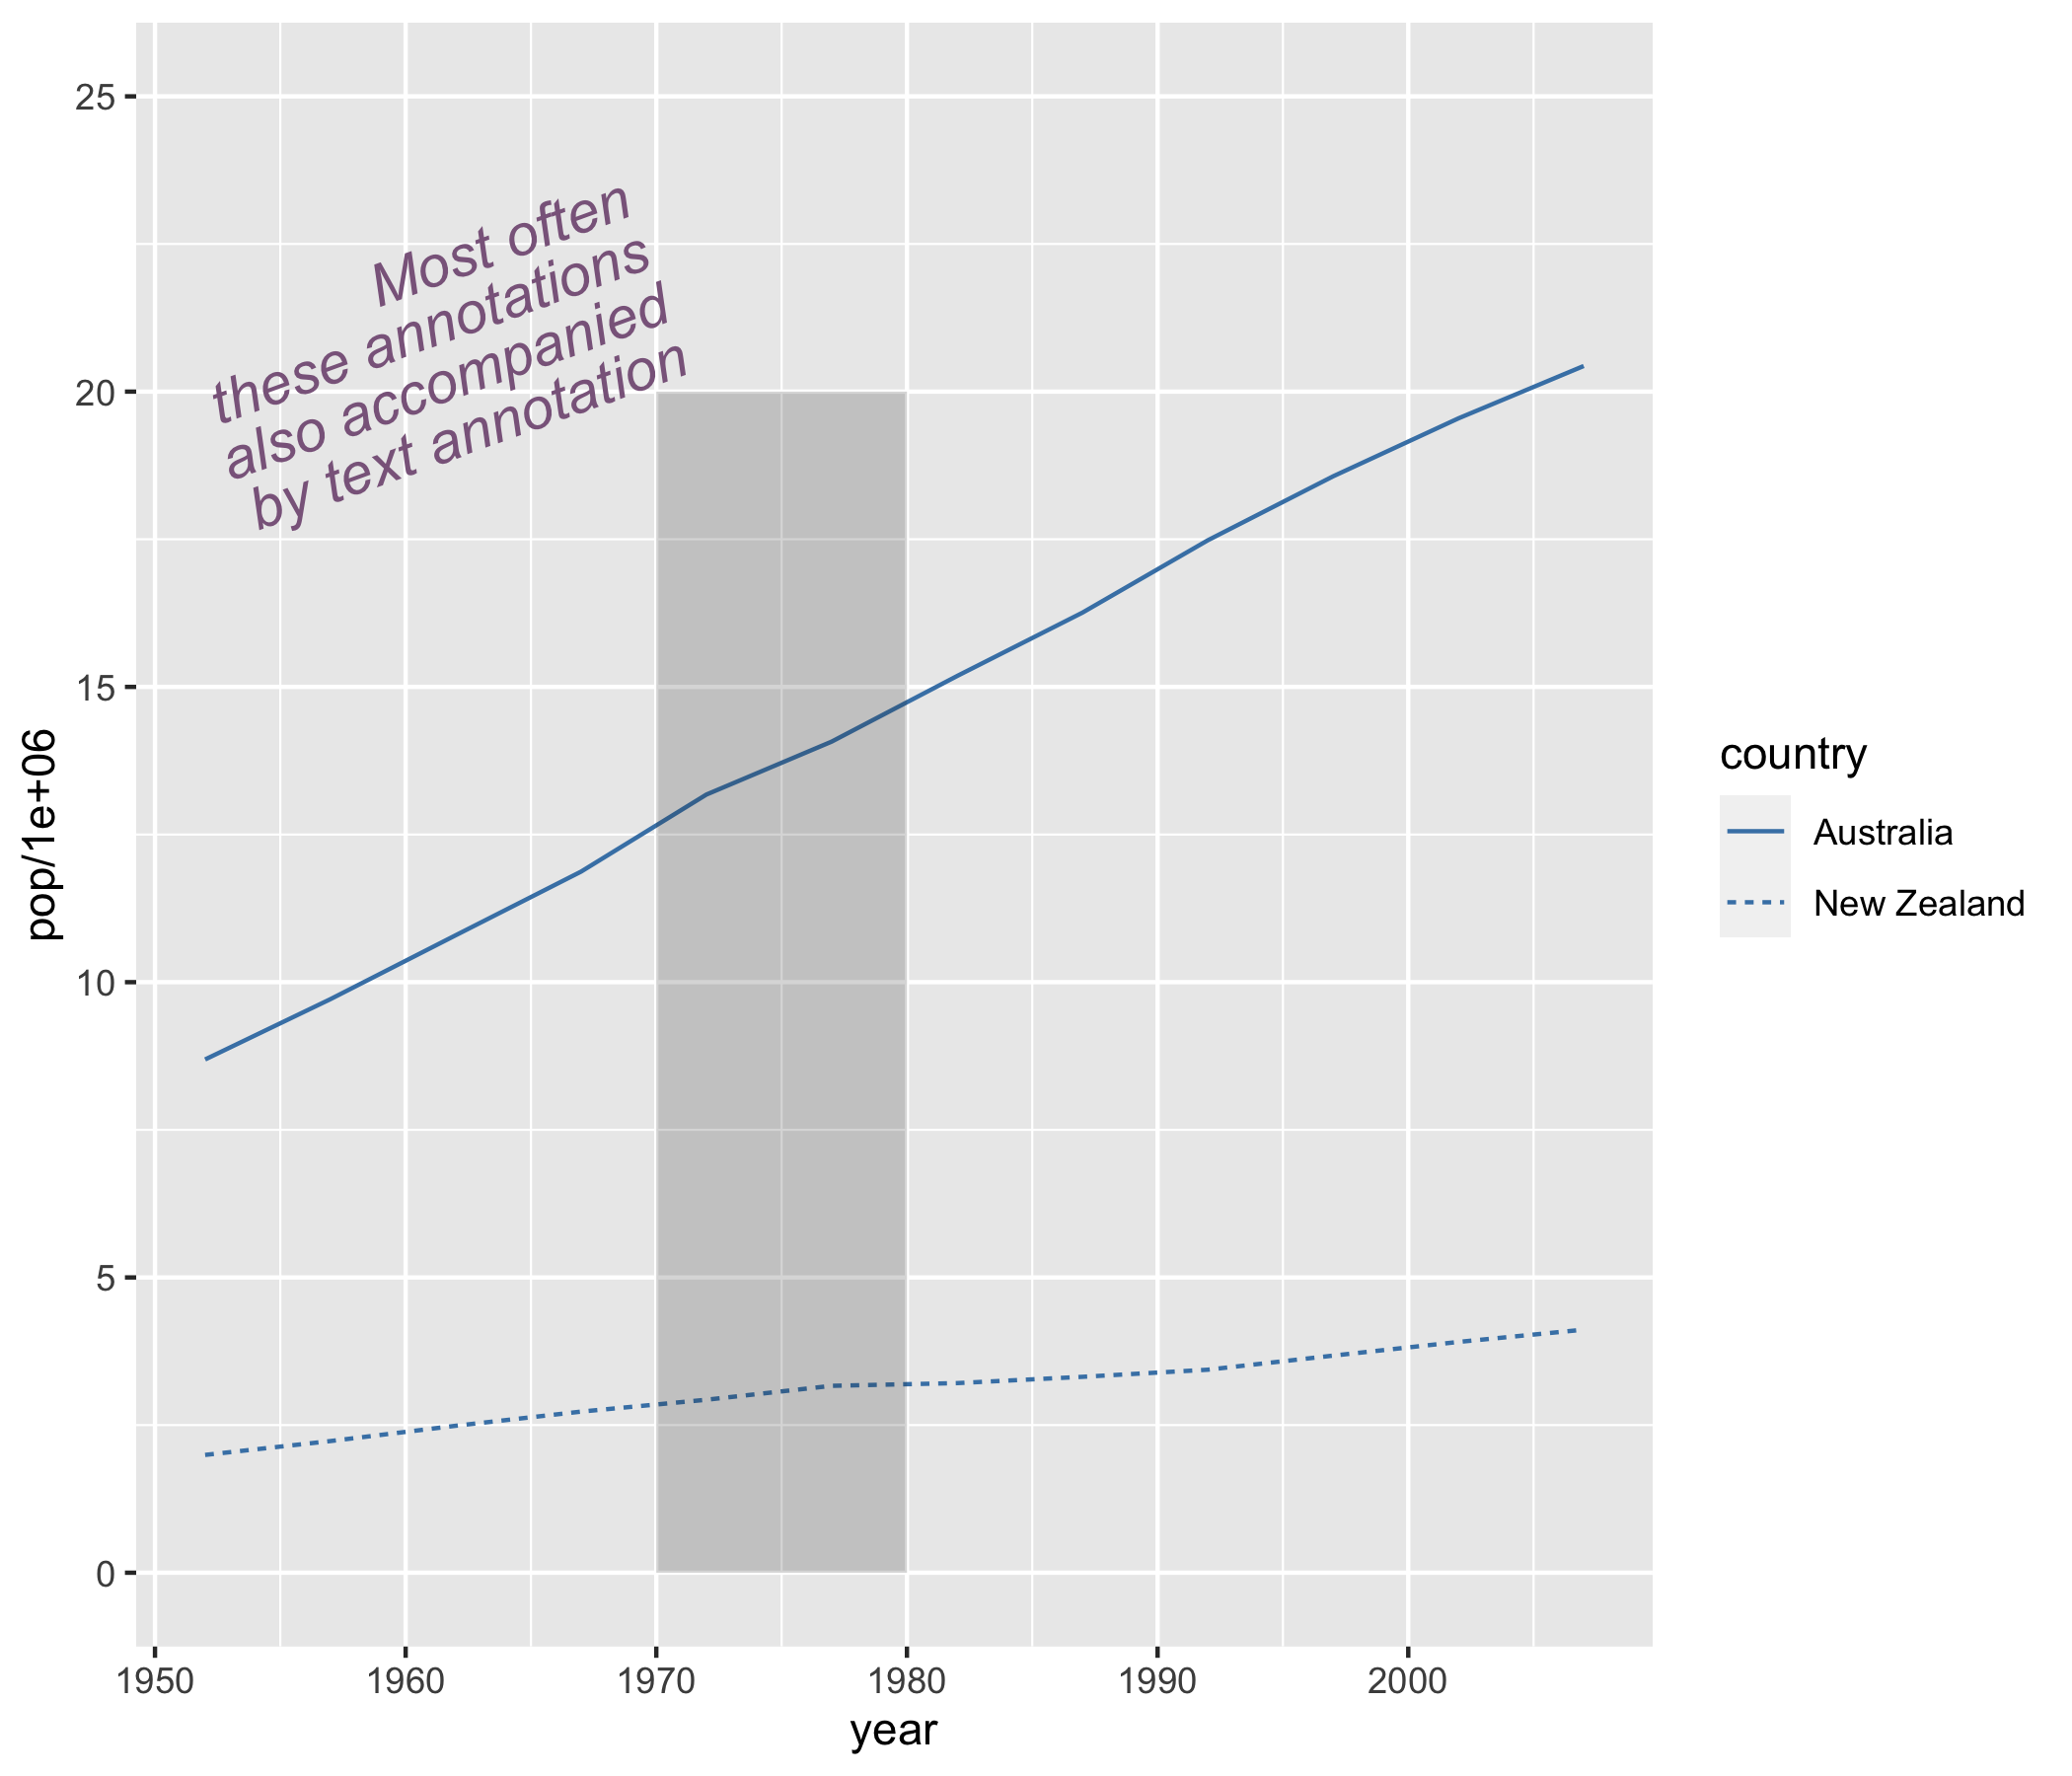 25
20
15
10
5
0
pop/1e+06
Most often
these annotations
also accompanied
by text annotation
1950 1960 1970 1980 1990 2000
year
country
Australia
New Zealand